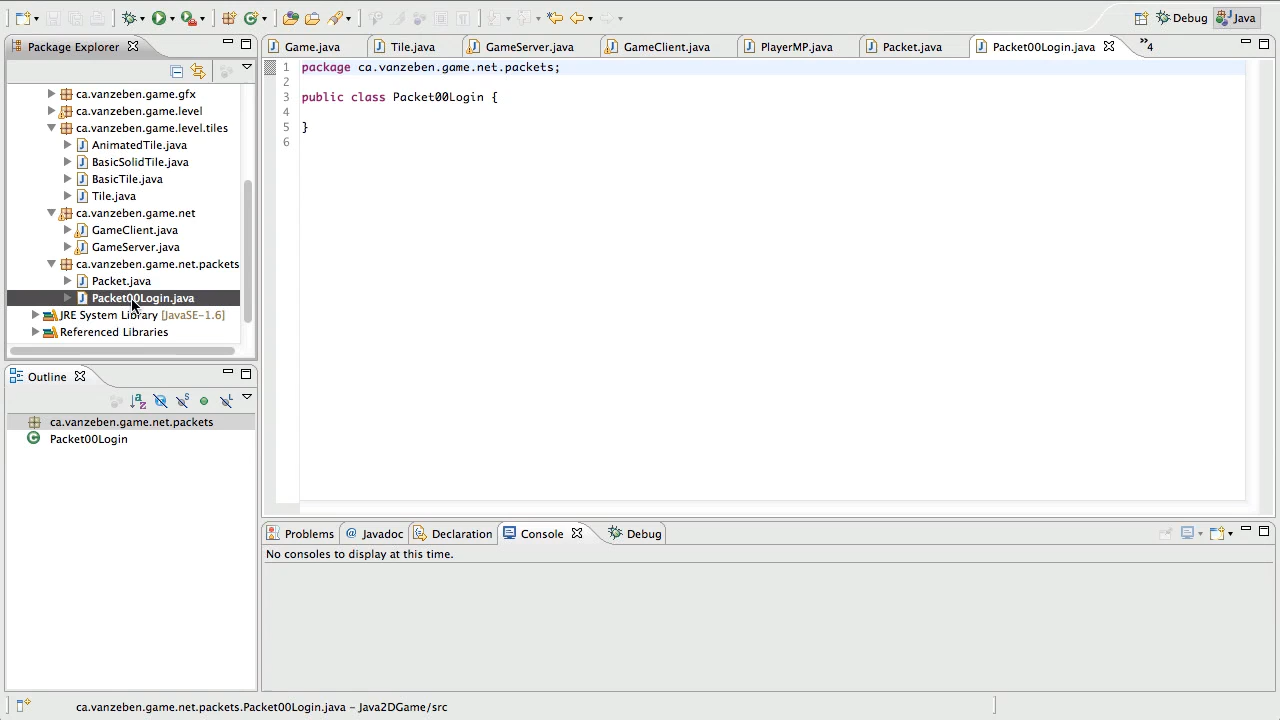 Debug Java
Package Explorer
Game.java Tile.java GameServer.java GameClient.java PlayerMP.java Packet.java Packet00Login.java »4
ca.vanzeben.game.gfx
ca.vanzeben.game.level
ca.vanzeben.game.level.tiles
AnimatedTile.java
BasicSolidTile.java
BasicTile.java
Tile.java
ca.vanzeben.game.net
GameClient.java
GameServer.java
ca.vanzeben.game.net.packets
Packet.java
Packet00Login.java
JRE System Library [JavaSE-1.6]
Referenced Libraries
1 package ca.vanzeben.game.net.packets;
2
3 public class Packet00Login {
4
5 }
6
Outline
ca.vanzeben.game.net.packets
Packet00Login
Problems @ Javadoc Declaration Console Debug
No consoles to display at this time.
ca.vanzeben.game.net.packets.Packet00Login.java - Java2DGame/src